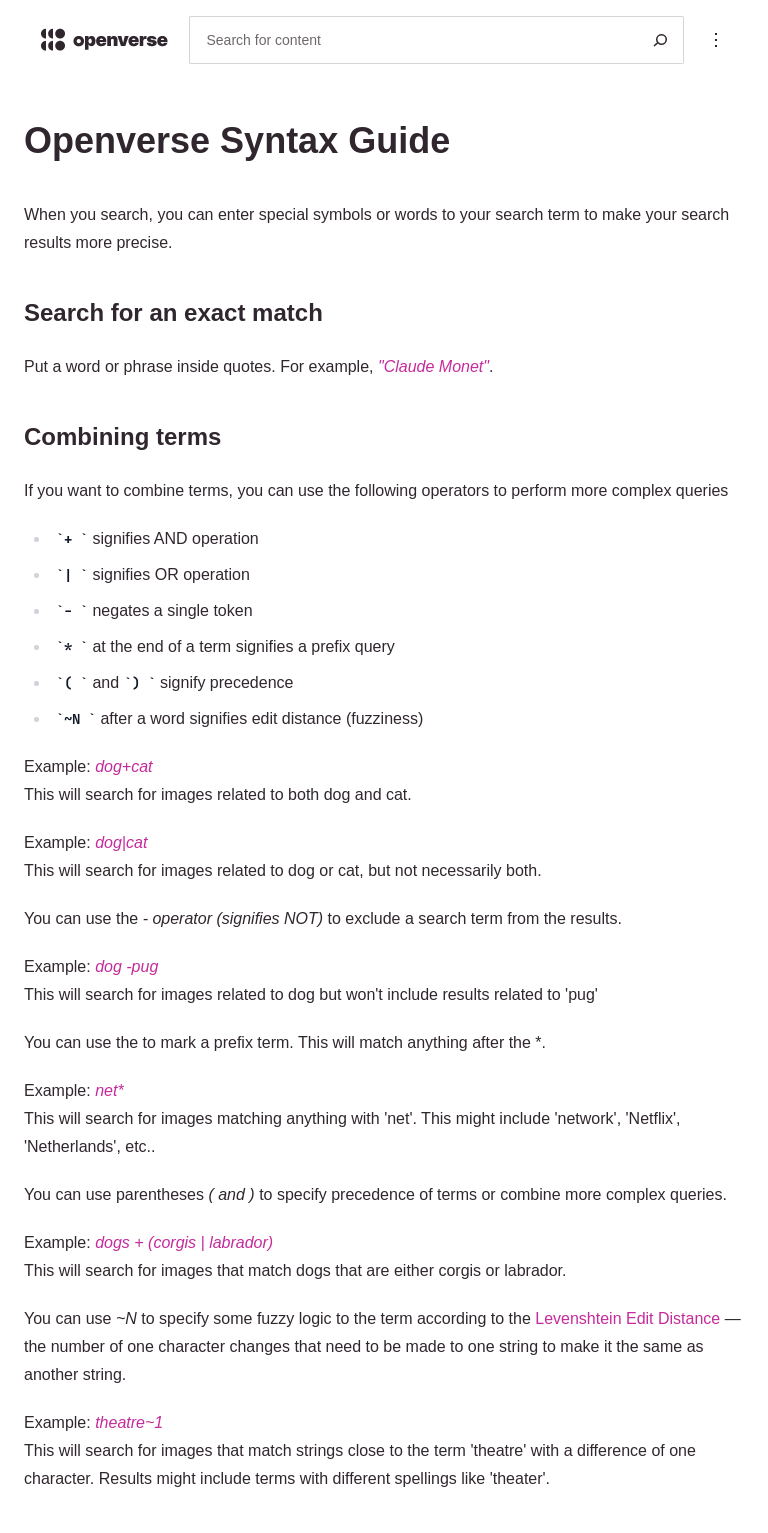 openverse
Search for content
Openverse Syntax Guide
When you search, you can enter special symbols or words to your search term to make your search
results more precise.
Search for an exact match
Put a word or phrase inside quotes. For example, "Claude Monet".
Combining terms
If you want to combine terms, you can use the following operators to perform more complex queries
`+ ` signifies AND operation
`| ` signifies OR operation
`- ` negates a single token
`* ` at the end of a term signifies a prefix query
`( ` and `) ` signify precedence
`~N ` after a word signifies edit distance (fuzziness)
Example: dog+cat
This will search for images related to both dog and cat.
Example: dog|cat
This will search for images related to dog or cat, but not necessarily both.
You can use the - operator (signifies NOT) to exclude a search term from the results.
Example: dog -pug
This will search for images related to dog but won't include results related to 'pug'
You can use the to mark a prefix term. This will match anything after the *.
Example: net*
This will search for images matching anything with 'net'. This might include 'network', 'Netflix',
'Netherlands', etc..
You can use parentheses ( and ) to specify precedence of terms or combine more complex queries.
Example: dogs + (corgis | labrador)
This will search for images that match dogs that are either corgis or labrador.
You can use ~N to specify some fuzzy logic to the term according to the Levenshtein Edit Distance —
the number of one character changes that need to be made to one string to make it the same as
another string.
Example: theatre~1
This will search for images that match strings close to the term 'theatre' with a difference of one
character. Results might include terms with different spellings like 'theater'.